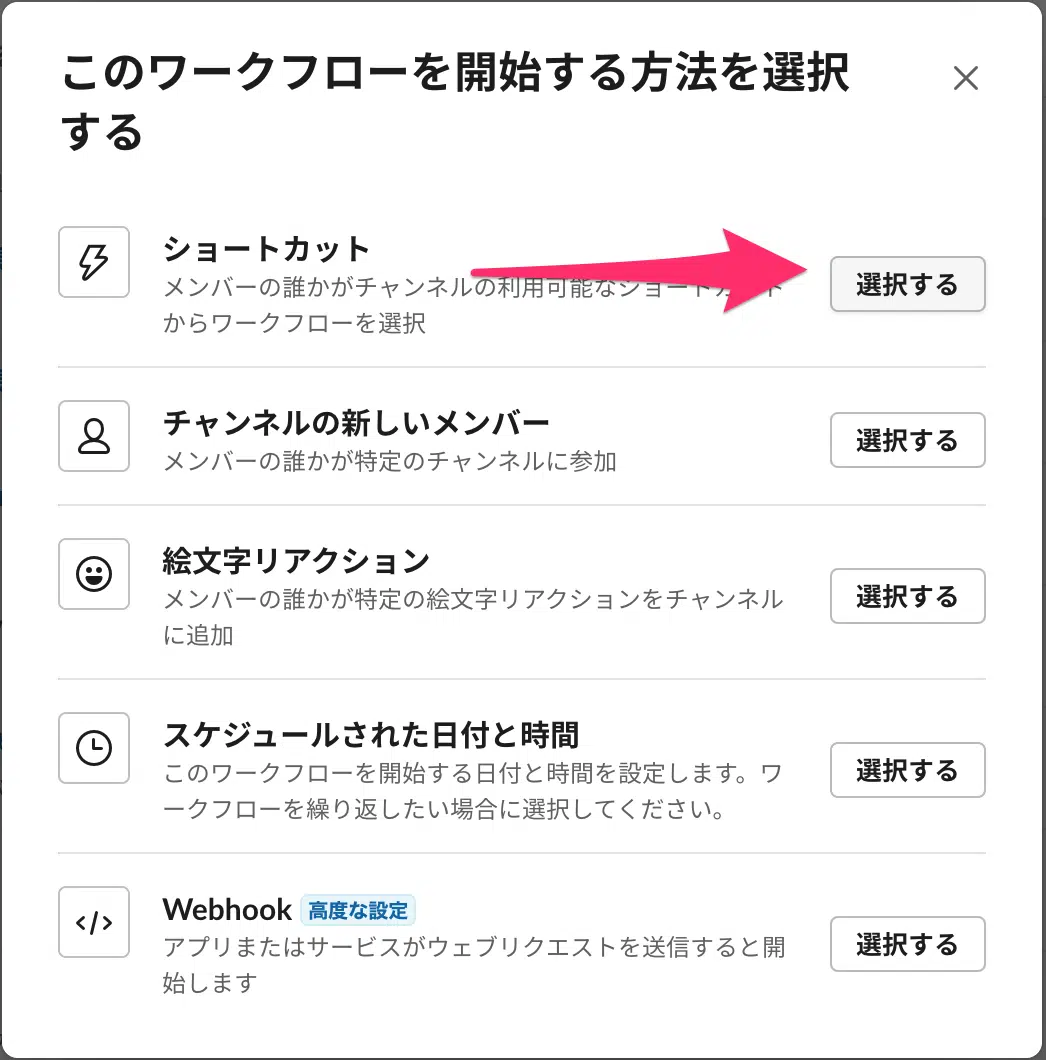 このワークフローを開始する方法を選択
する
ショートカット
メンバーの誰かがチャンネルの利用可能なショートカット
からワークフローを選択
選択する
チャンネルの新しいメンバー
メンバーの誰かが特定のチャンネルに参加
選択する
絵文字リアクション
メンバーの誰かが特定の絵文字リアクションをチャンネル
に追加
選択する
スケジュールされた日付と時間
このワークフローを開始する日付と時間を設定します。ワ
ークフローを繰り返したい場合に選択してください。
選択する
Webhook 高度な設定
アプリまたはサービスがウェブリクエストを送信すると開
始します
選択する